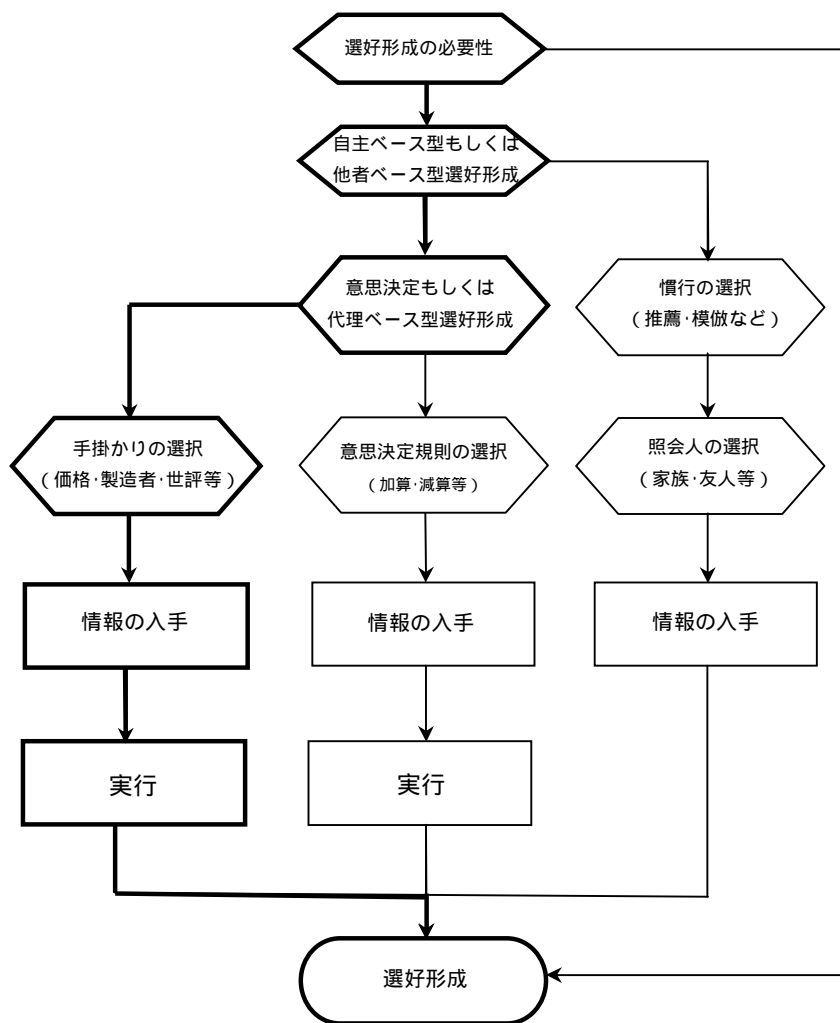 選好形成の必要性
自主ベース型もしくは
他者ベース型選好形成
意思決定もしくは
代理ベース型選好形成
慣行の選択
（推薦･模倣など）
手掛かりの選択
（価格･製造者･世評等）
意思決定規則の選択
（加算･減算等）
照会人の選択
（家族･友人等）
情報の入手
情報の入手
情報の入手
実行
実行
選好形成